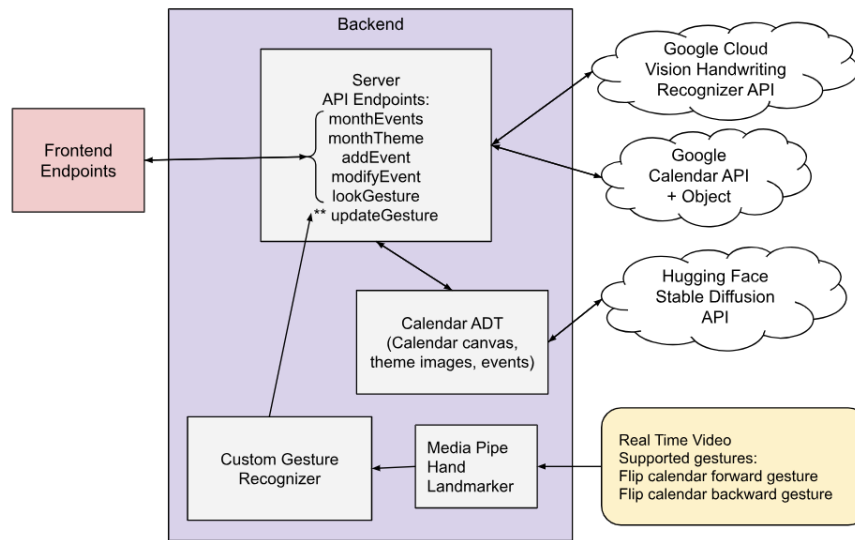 Backend
Server
API Endpoints:
monthEvents
monthTheme
addEvent
modifyEvent
lookGesture
** updateGesture
Frontend
Endpoints
Google Cloud
Vision Handwriting
Recognizer API
Google
Calendar API
+ Object
Hugging Face
Stable Diffusion
API
Calendar ADT
(Calendar canvas,
theme images, events)
Custom Gesture
Recognizer
Media Pipe
Hand
Landmarker
Real Time Video
Supported gestures:
Flip calendar forward gesture
Flip calendar backward gesture